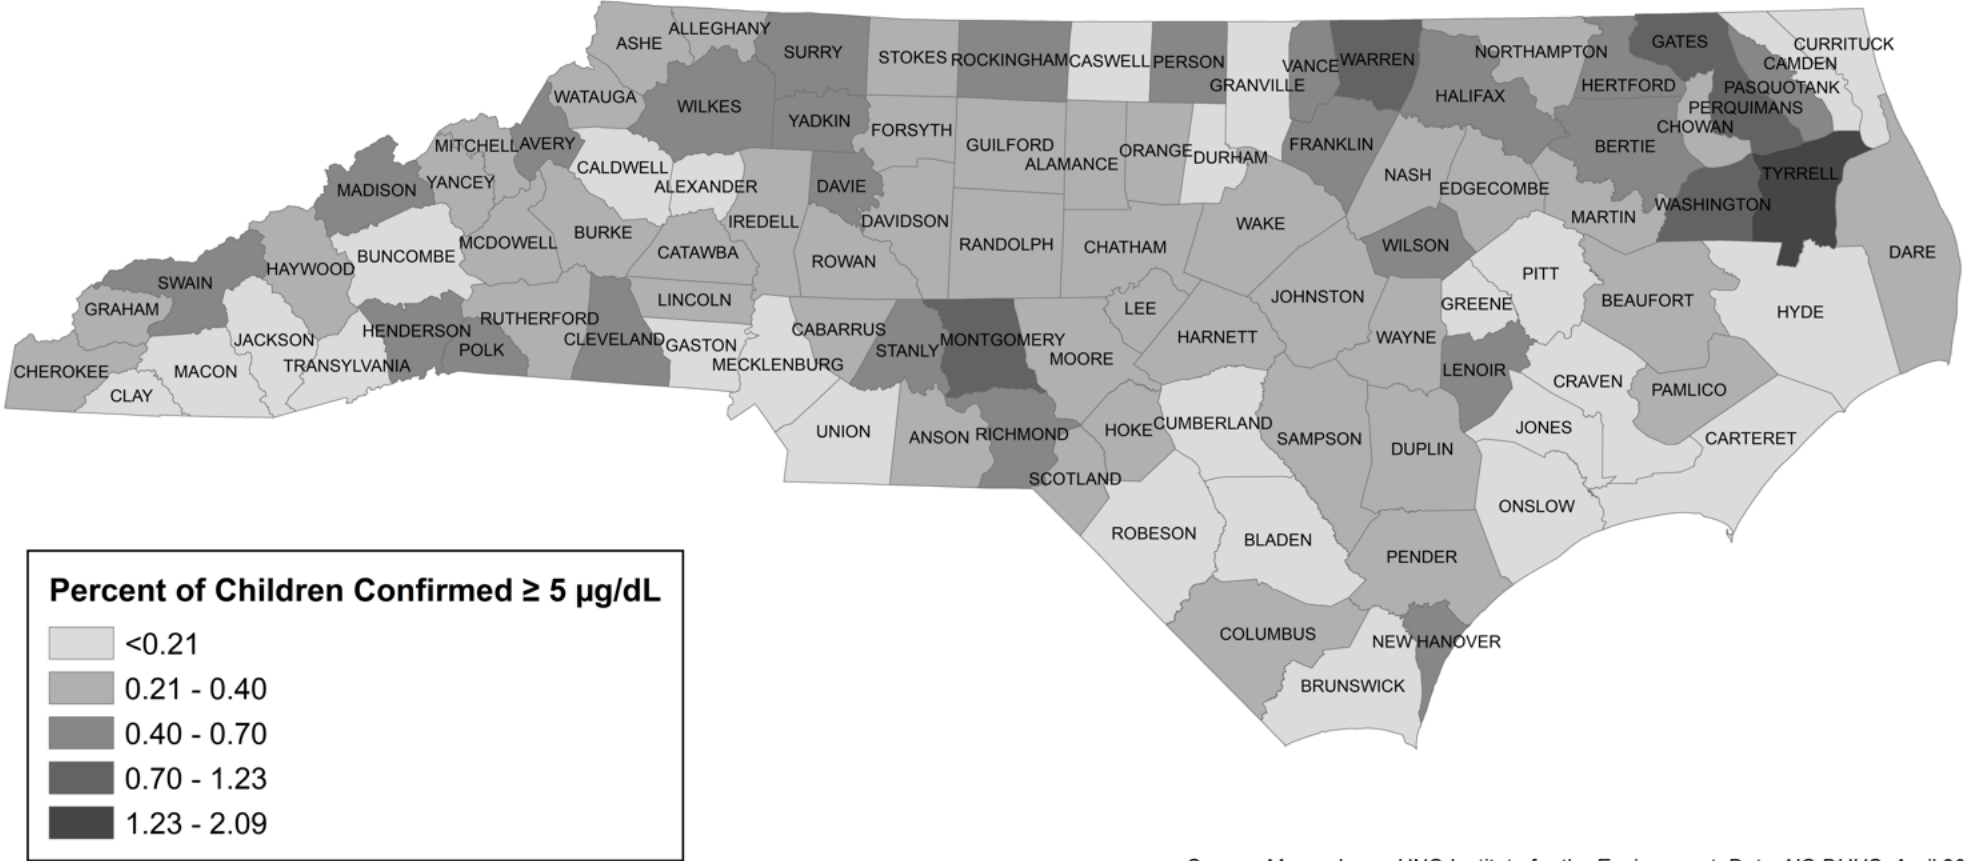 ALLEGHANY
ASHE
SURRY
STOKES
ROCKINGHAM
CASWELL
PERSON
GRANVILLE
VANCE
WARREN
NORTHAMPTON
GATES
CURRITUCK
CAMDEN
PASQUOTANK
PERQUIMANS
CHOWAN
HERTFORD
HALIFAX
BERTIE
WATAUGA
WILKES
YADKIN
FORSYTH
GUILFORD
ALAMANCE
ORANGE
DURHAM
FRANKLIN
NASH
EDGECOMBE
MARTIN
WASHINGTON
TYRRELL
DARE
MITCHELL
AVERY
CALDWELL
ALEXANDER
DAVIE
MADISON
YANCEY
IREDELL
DAVIDSON
WAKE
BUNCOMBE
MCDOWELL
BURKE
CATAWBA
ROWAN
RANDOLPH
CHATHAM
WILSON
PITT
SWAIN
HAYWOOD
GRAHAM
LINCOLN
LEE
JOHNSTON
GREENE
BEAUFORT
HYDE
JACKSON
HENDERSON
RUTHERFORD
CLEVELAND
GASTON
CABARRUS
STANLY
MONTGOMERY
MOORE
HARNETT
WAYNE
CHEROKEE
MACON
TRANSYLVANIA
POLK
MECKLENBURG
LENOIR
CRAVEN
PAMLICO
CLAY
UNION
ANSON
RICHMOND
HOKE
CUMBERLAND
SAMPSON
DUPLIN
JONES
CARTERET
SCOTLAND
ROBESON
BLADEN
ONSLOW
PENDER
COLUMBUS
NEW HANOVER
BRUNSWICK
Percent of Children Confirmed ≥ 5 µg/dL
<0.21
0.21 - 0.40
0.40 - 0.70
0.70 - 1.23
1.23 - 2.09